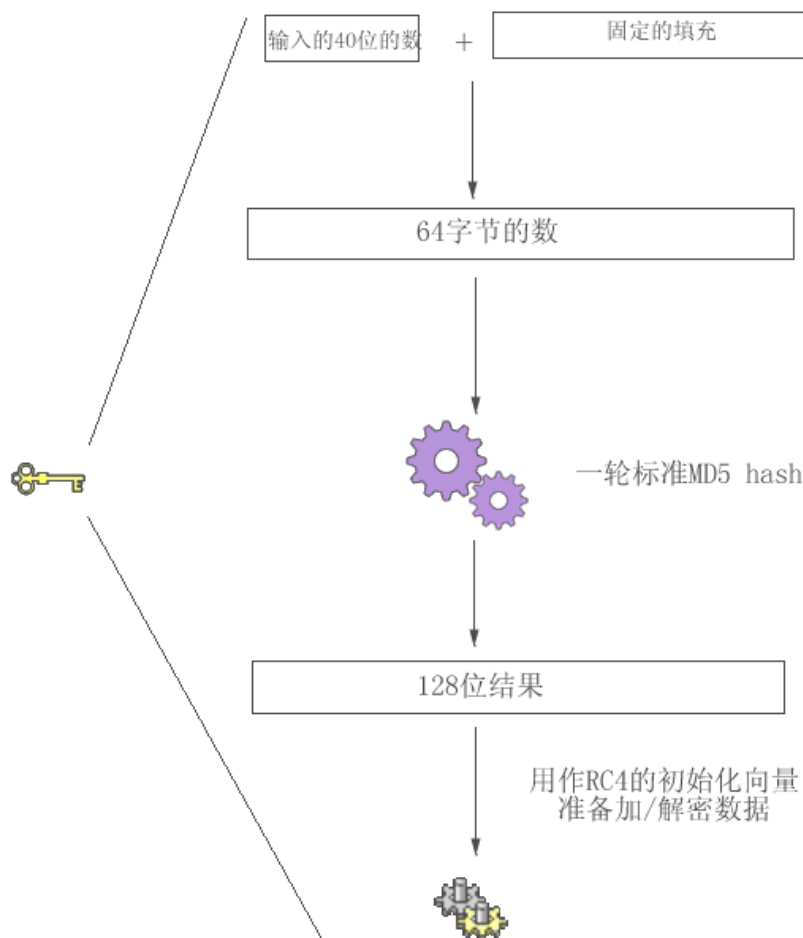 输入的40位的数 + 固定的填充
64字节的数
一轮标准MD5 hash
128位结果
用作RC4的初始化向量
准备加/解密数据